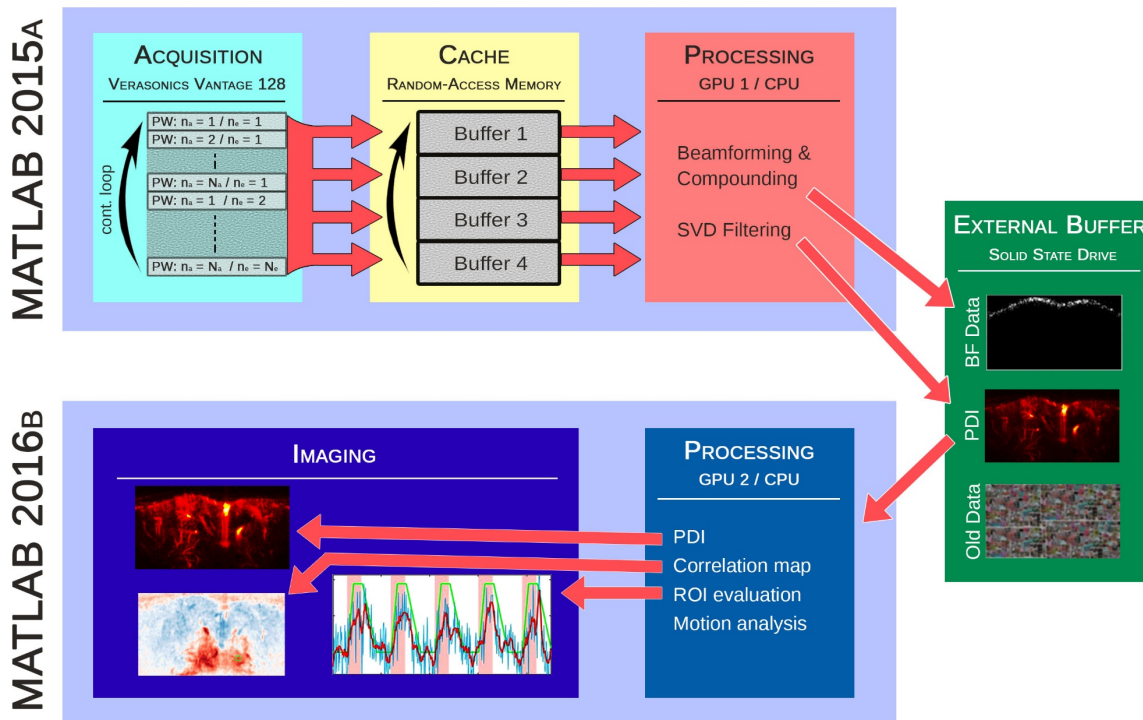 MATLAB 2015A
ACQUISITION
VERASONICS VANTAGE 128
cont. loop
PW: nₐ = 1 / nₑ = 1
PW: nₐ = 2 / nₑ = 1
PW: nₐ = Nₐ / nₑ = 1
PW: nₐ = 1 / nₑ = 2
PW: nₐ = Nₐ / nₑ = Nₑ
CACHE
RANDOM-ACCESS MEMORY
Buffer 1
Buffer 2
Buffer 3
Buffer 4
PROCESSING
GPU 1 / CPU
Beamforming &
Compounding
SVD Filtering
EXTERNAL BUFFER
SOLID STATE DRIVE
BF Data
PDI
Old Data
MATLAB 2016B
IMAGING
PROCESSING
GPU 2 / CPU
PDI
Correlation map
ROI evaluation
Motion analysis